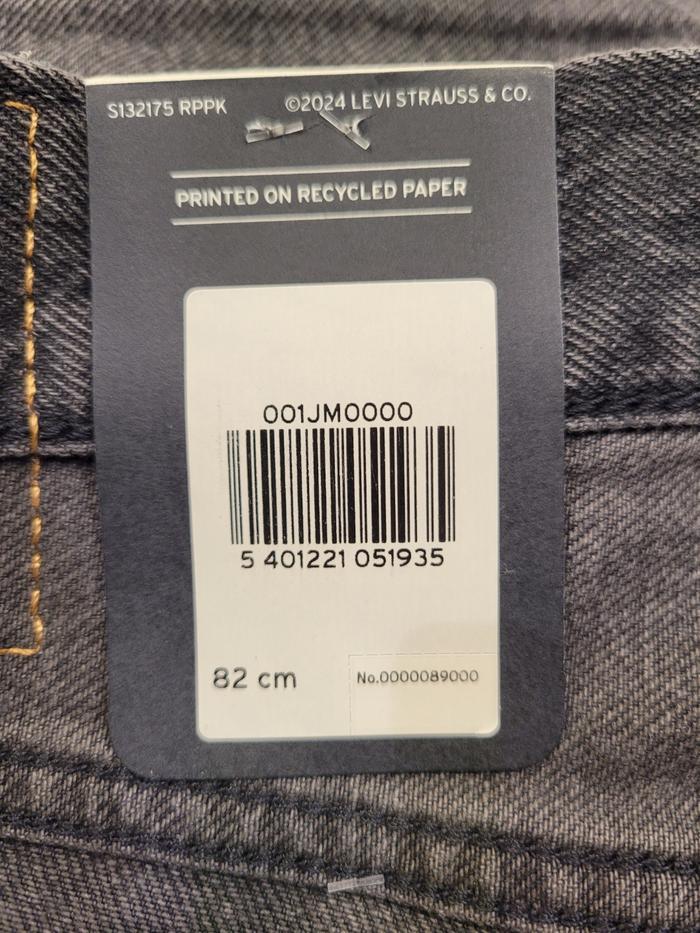 S132175 RPPK ©2024 LEVI STRAUSS & CO.
PRINTED ON RECYCLED PAPER
001JM0000
5 401221 051935
82 cm No.0000089000